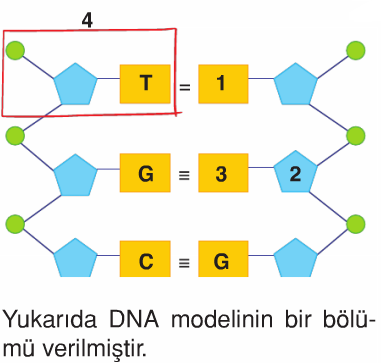 4
T = 1
G ≡ 3 2
C ≡ G
Yukarıda DNA modelinin bir bölü-
mü verilmiştir.